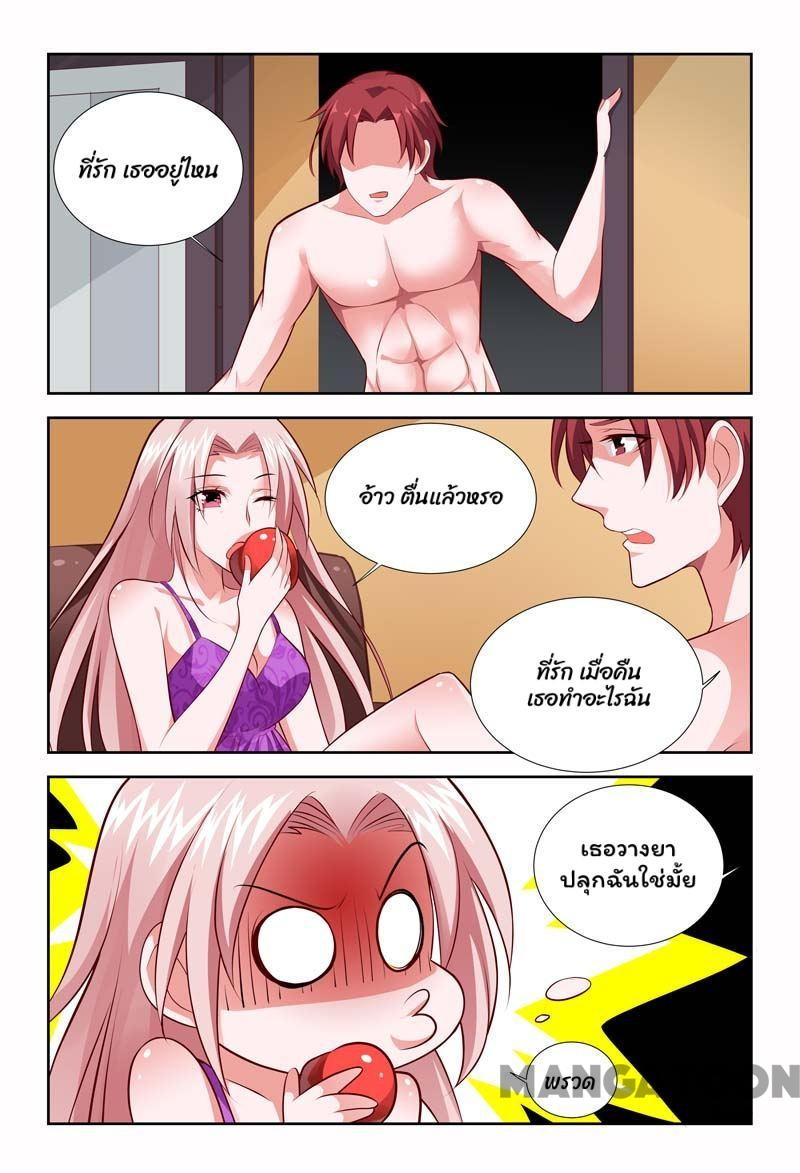 ที่รัก เธออยู่ไหน
อ้าว ตื่นแล้วหรอ
ที่รัก เมื่อคืน
เธอทำอะไรฉัน
เธอวางยา
ปลุกฉันใช่มั้ย
พรวด